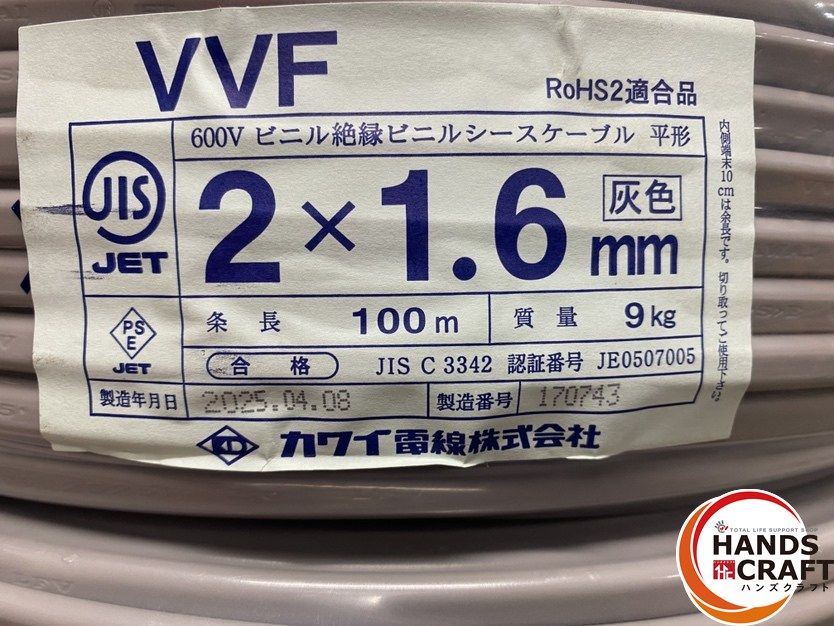 VVF
RoHS2適合品
600V ビニル絶縁ビニルシースケーブル 平形
JIS
JET
2×1.6mm
灰色
PS
E
JET
条長 100m
質量 9kg
合格
JIS C 3342 認証番号 JE0507005
製造年月日 2025.04.08
製造番号 170743
KD カワイ電線株式会社
内側端末10cmは余長です。切り取ってご使用下さい。
TOTAL LIFE SUPPORT SHOP
HANDS
CRAFT
ハンズクラフト